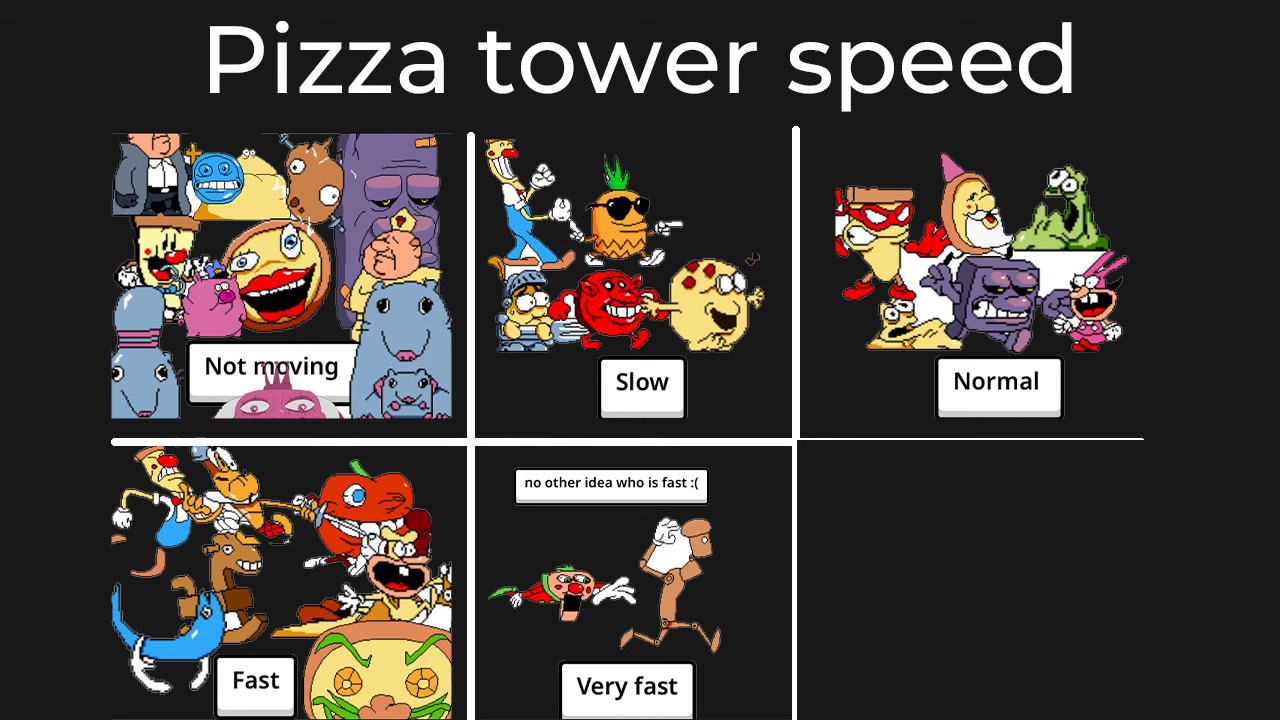 Pizza tower speed
Not moving
Slow
Normal
no other idea who is fast :(
Fast
Very fast